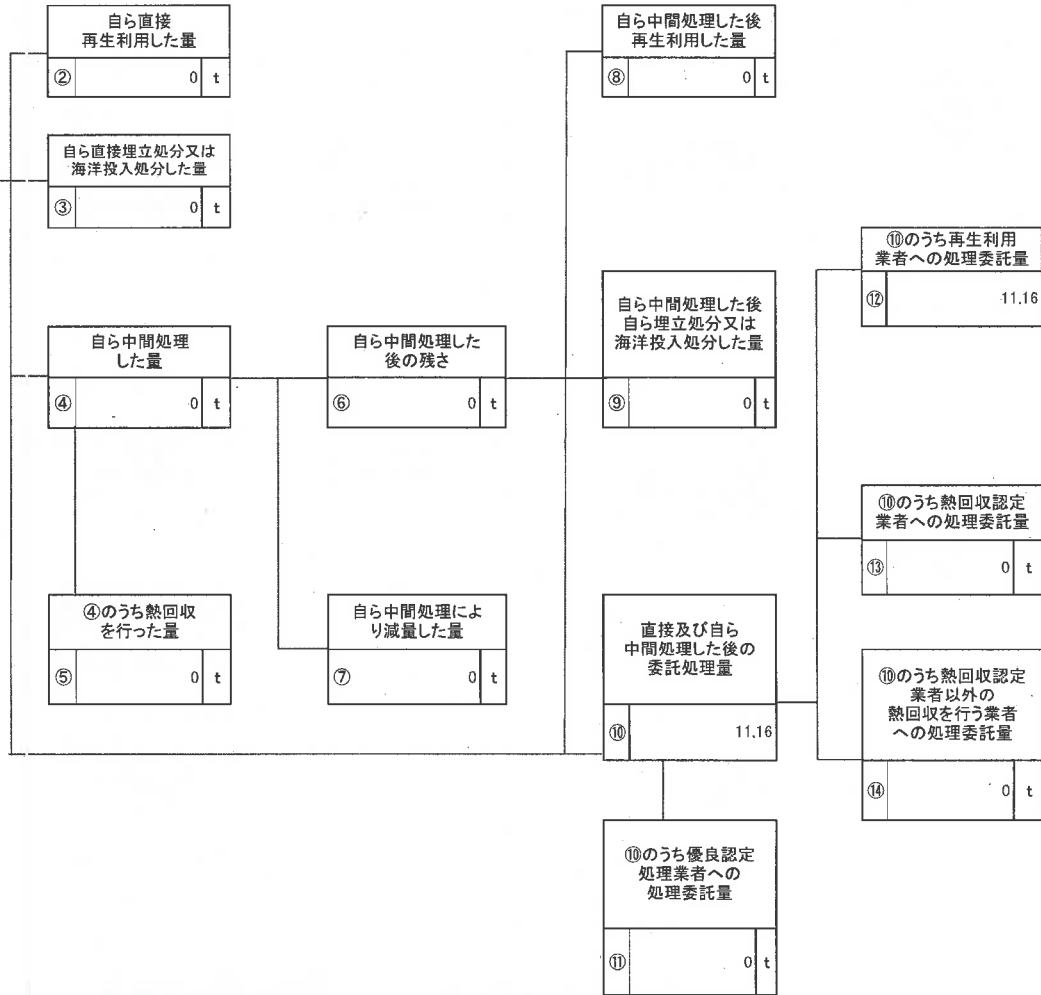 自ら直接
再生利用した量
② 0 t
自ら直接埋立処分又は
海洋投入処分した量
③ 0 t
自ら中間処理
した量
④ 0 t
④のうち熱回収
を行った量
⑤ 0 t
自ら中間処理した
後の残さ
⑥ 0 t
自ら中間処理によ
り減量した量
⑦ 0 t
自ら中間処理した後
再生利用した量
⑧ 0 t
自ら中間処理した後
自ら埋立処分又は
海洋投入処分した量
⑨ 0 t
直接及び自ら
中間処理した後の
委託処理量
⑩ 11.16
⑩のうち優良認定
処理業者への
処理委託量
⑪ 0 t
⑩のうち再生利用
業者への処理委託量
⑫ 11.16
⑩のうち熱回収認定
業者への処理委託量
⑬ 0 t
⑩のうち熱回収認定
業者以外の
熱回収を行う業者
への処理委託量
⑭ 0 t